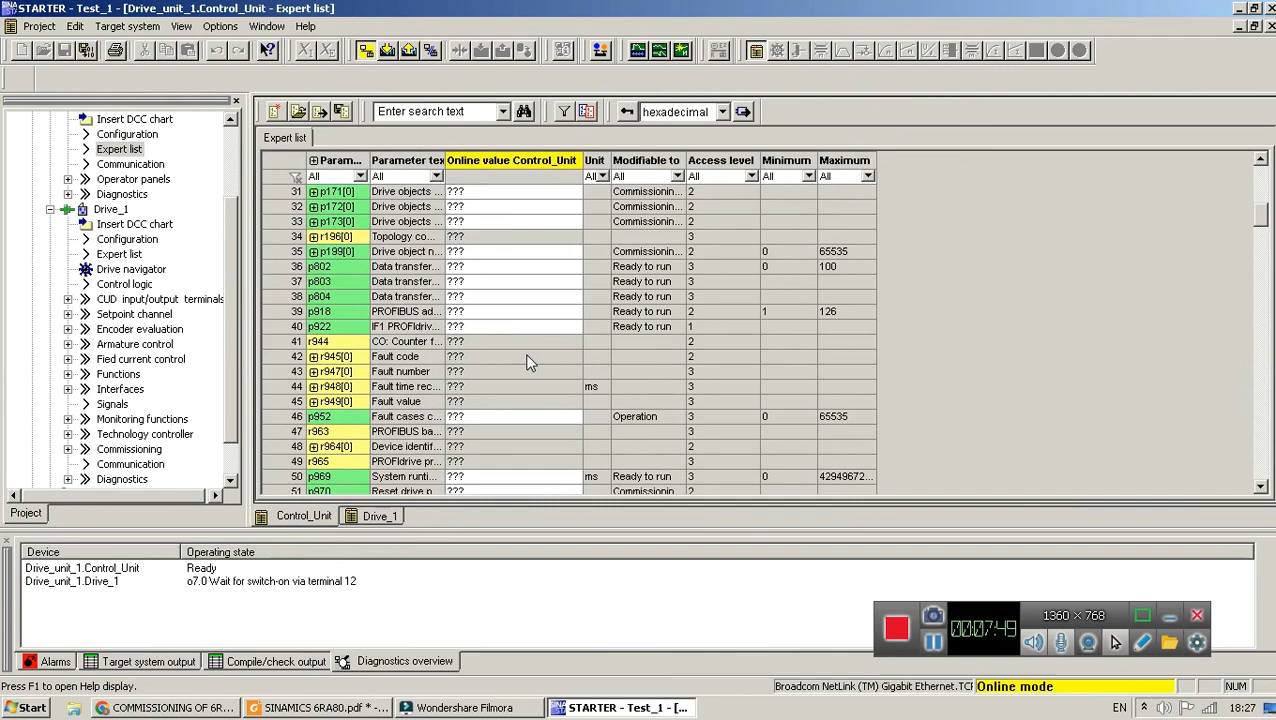 STARTER - Test_1 - [Drive_unit_1.Control_Unit - Expert list]
Project Edit Target system View Options Window Help
Enter search text hexadecimal
Expert list
Param... Parameter tex Online value Control_Unit Unit Modifiable to Access level Minimum Maximum
All All All All All All All
31 p171[0] Drive objects ... ??? Commissionin... 2
32 p172[0] Drive objects ... ??? Commissionin... 2
33 p173[0] Drive objects ... ??? Commissionin... 2
34 r196[0] Topology co... ??? 3
35 p199[0] Drive object n... ??? Commissionin... 2 0 65535
36 p802 Data transfer... ??? Ready to run 3 0 100
37 p803 Data transfer... ??? Ready to run 3
38 p804 Data transfer... ??? Ready to run 3
39 p918 PROFIBUS ad... ??? Ready to run 2 1 126
40 p922 IF1 PROFIdriv... ??? Ready to run 1
41 r944 CO: Counter f... ??? 2
42 r945[0] Fault code ??? 2
43 r947[0] Fault number ??? 3
44 r948[0] Fault time rec... ??? ms 3
45 r949[0] Fault value ??? 3
46 p952 Fault cases c... ??? Operation 3 0 65535
47 r963 PROFIBUS ba... ??? 3
48 r964[0] Device identif... ??? 3
49 r965 PROFIdrive pr... ??? 3
50 p969 System runti... ??? ms Ready to run 3 0 42949672...
51 p970 Reset drive p... ??? Commissionin... 2
Insert DCC chart
Configuration
Expert list
Communication
Operator panels
Diagnostics
Drive_1
Insert DCC chart
Configuration
Expert list
Drive navigator
Control logic
CUD input/output terminals
Setpoint channel
Encoder evaluation
Armature control
Fied current control
Functions
Interfaces
Signals
Monitoring functions
Technology controller
Commissioning
Communication
Diagnostics
Project
Control_Unit Drive_1
Device Operating state
Drive_unit_1.Control_Unit Ready
Drive_unit_1.Drive_1 o7.0 Wait for switch-on via terminal 12
1360 × 768
00:07:49
Alarms Target system output Compile/check output Diagnostics overview
Press F1 to open Help display. Broadcom NetLink (TM) Gigabit Ethernet.TCF Online mode NUM
Start COMMISSIONING OF 6R... SINAMICS 6RA80.pdf * -... Wondershare Filmora STARTER - Test_1 - [... EN 18:27